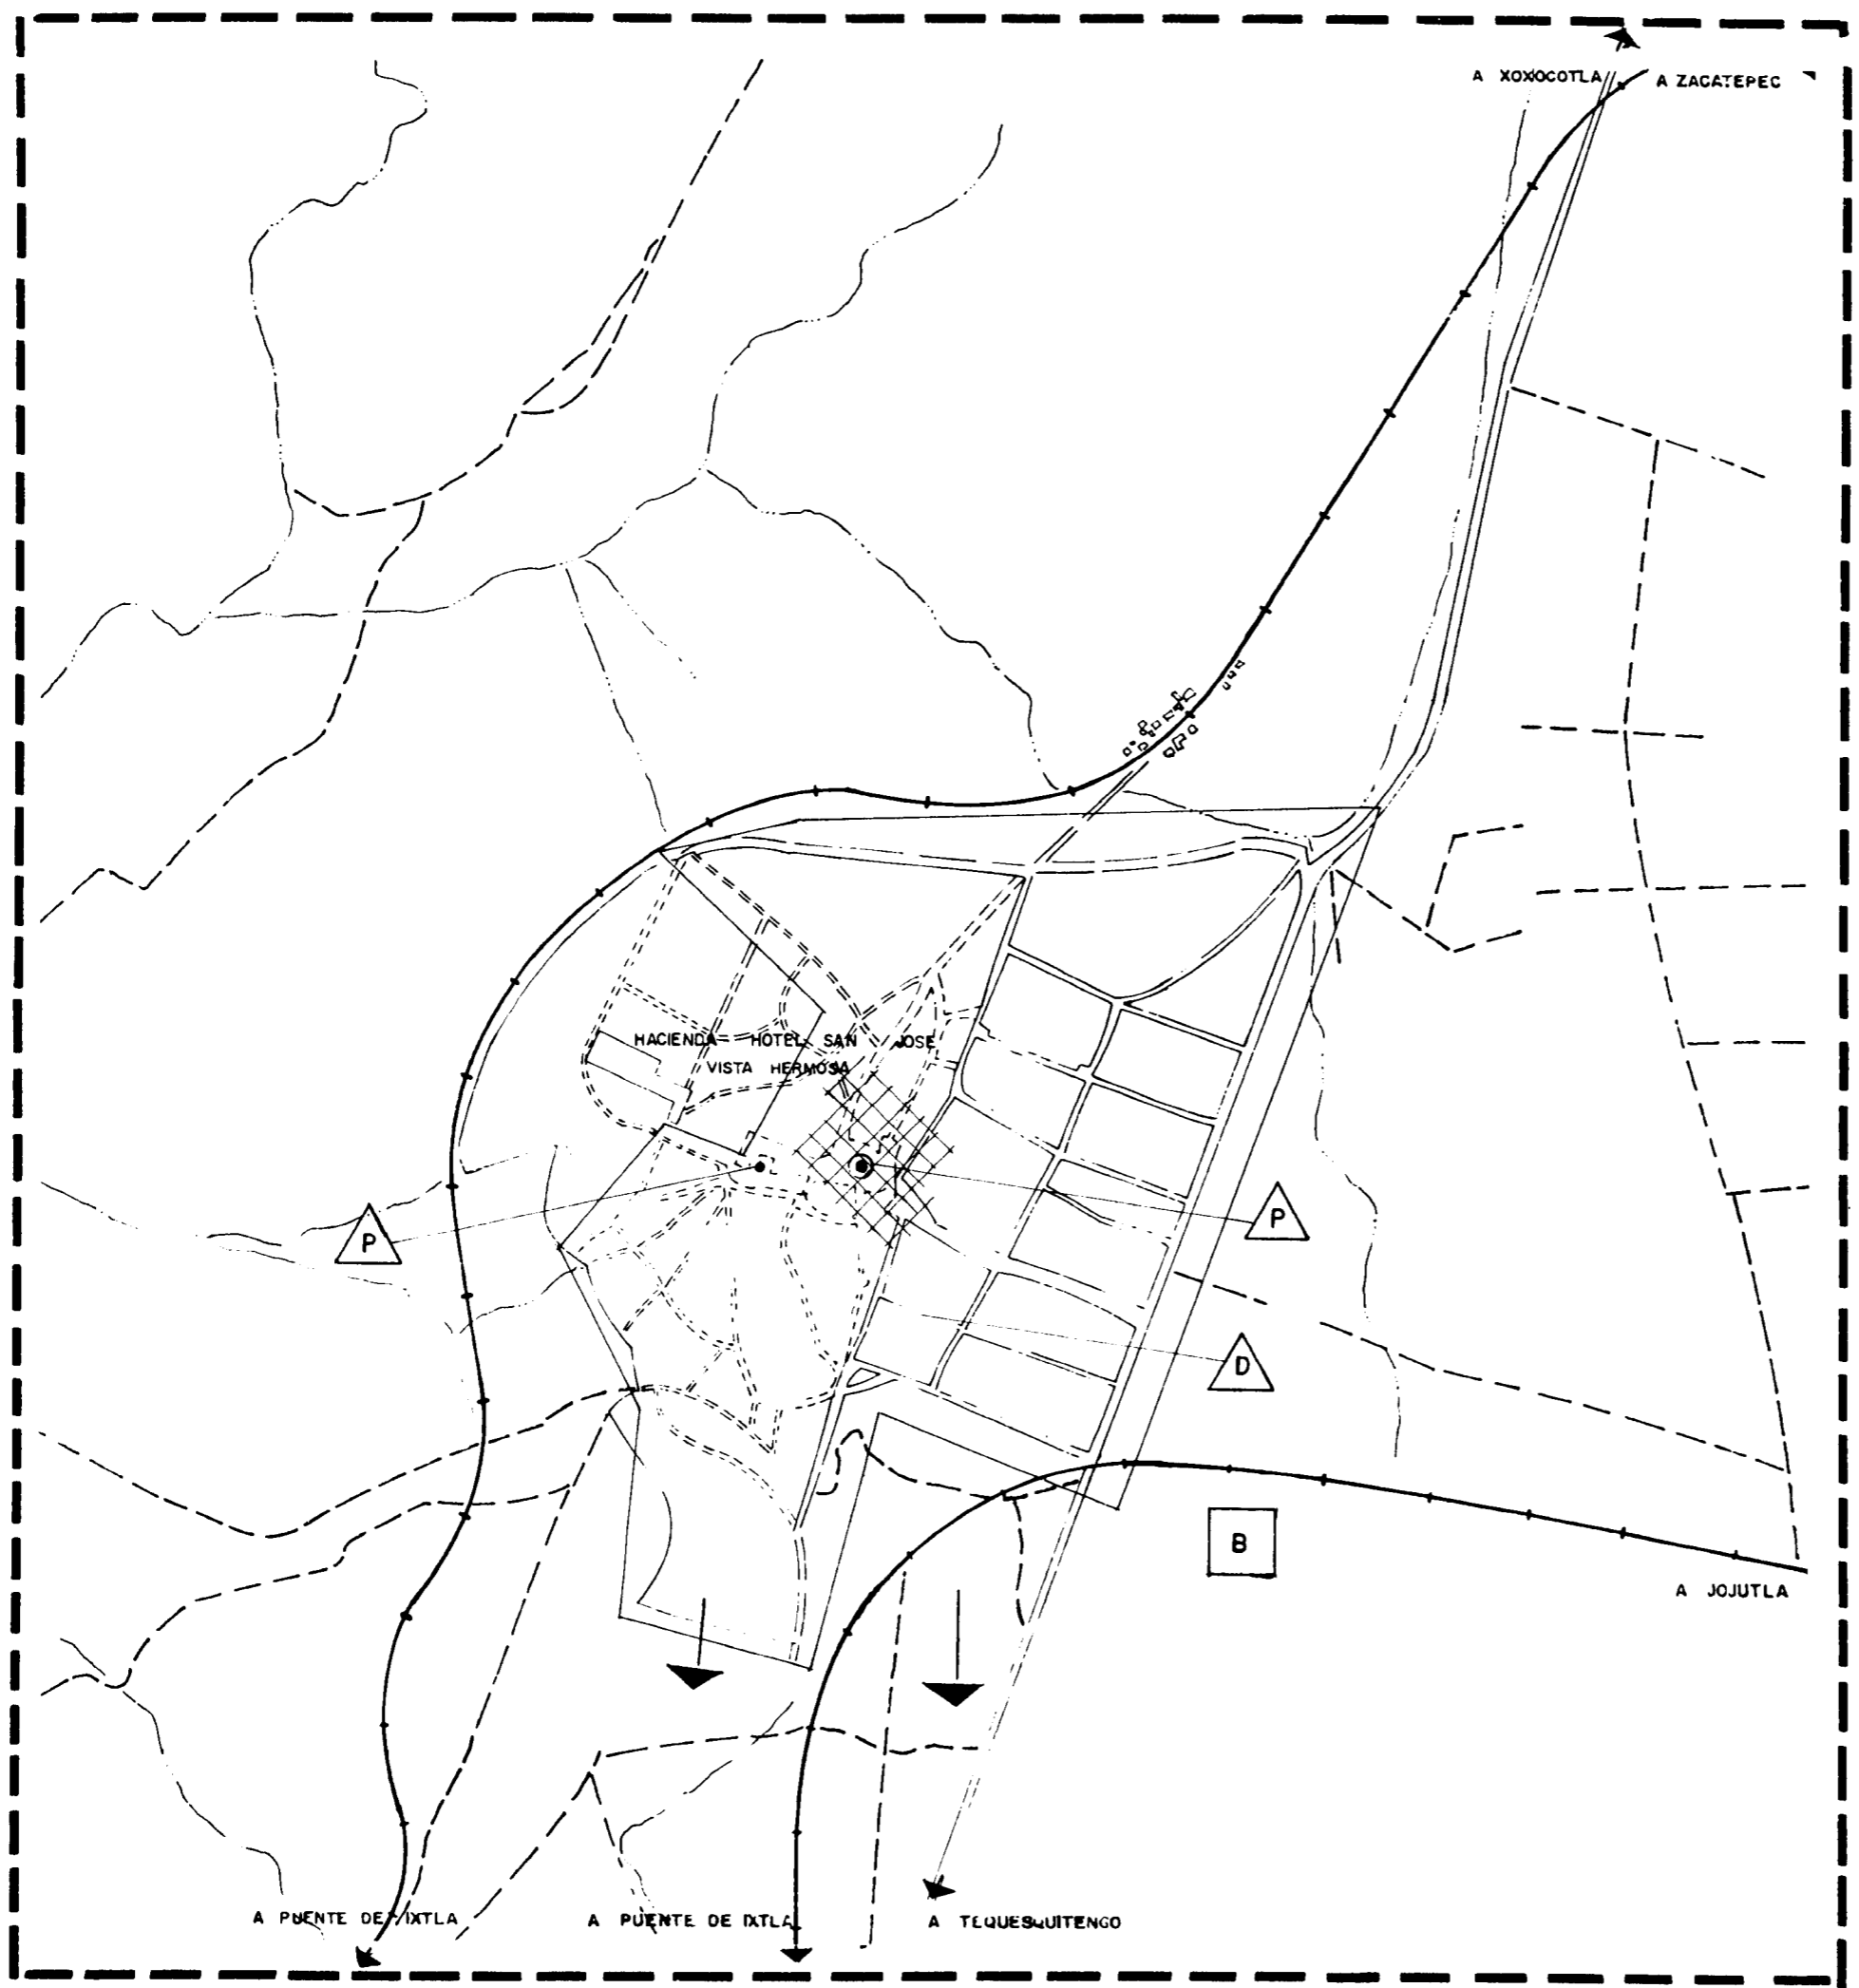 A XOXOCOTLA
A ZACATEPEC
HACIENDA HOTEL SAN JOSE
VISTA HERMOSA
P
P
D
B
A JOJUTLA
A PUENTE DE IXTLA
A PUENTE DE IXTLA
A TEQUESQUITENGO